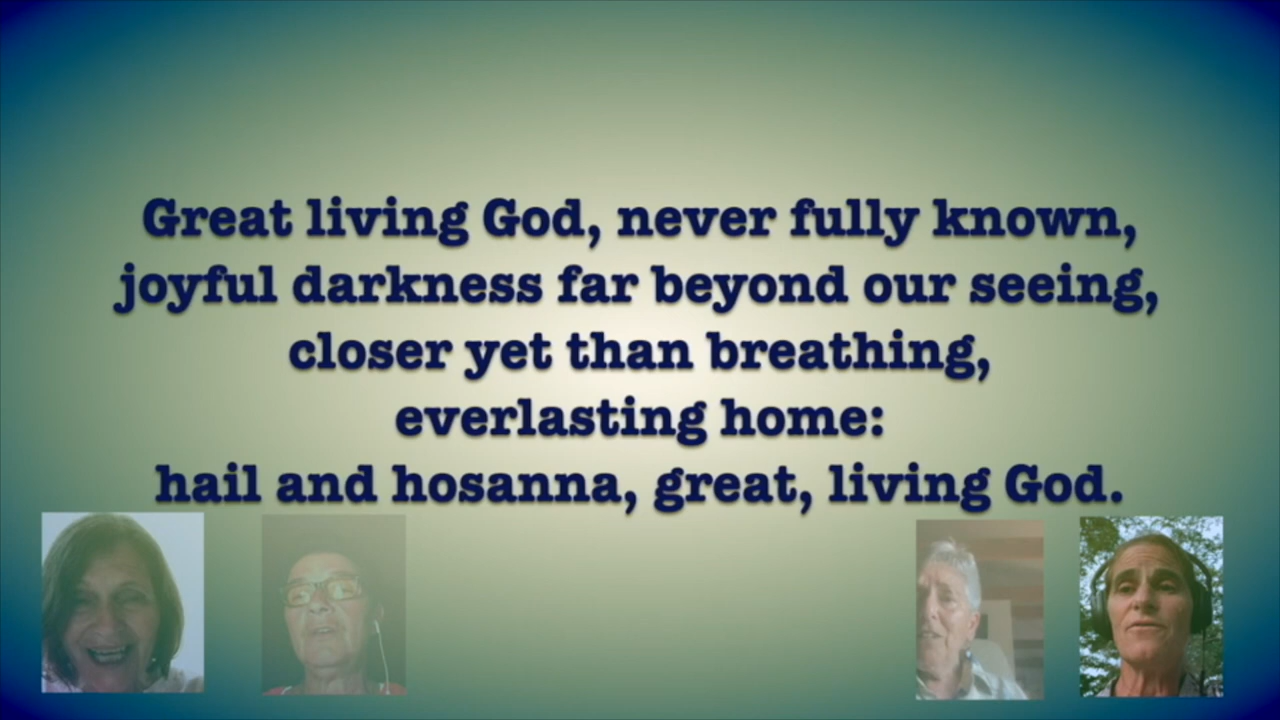 Great living God, never fully known,
joyful darkness far beyond our seeing,
closer yet than breathing,
everlasting home:
hail and hosanna, great, living God.